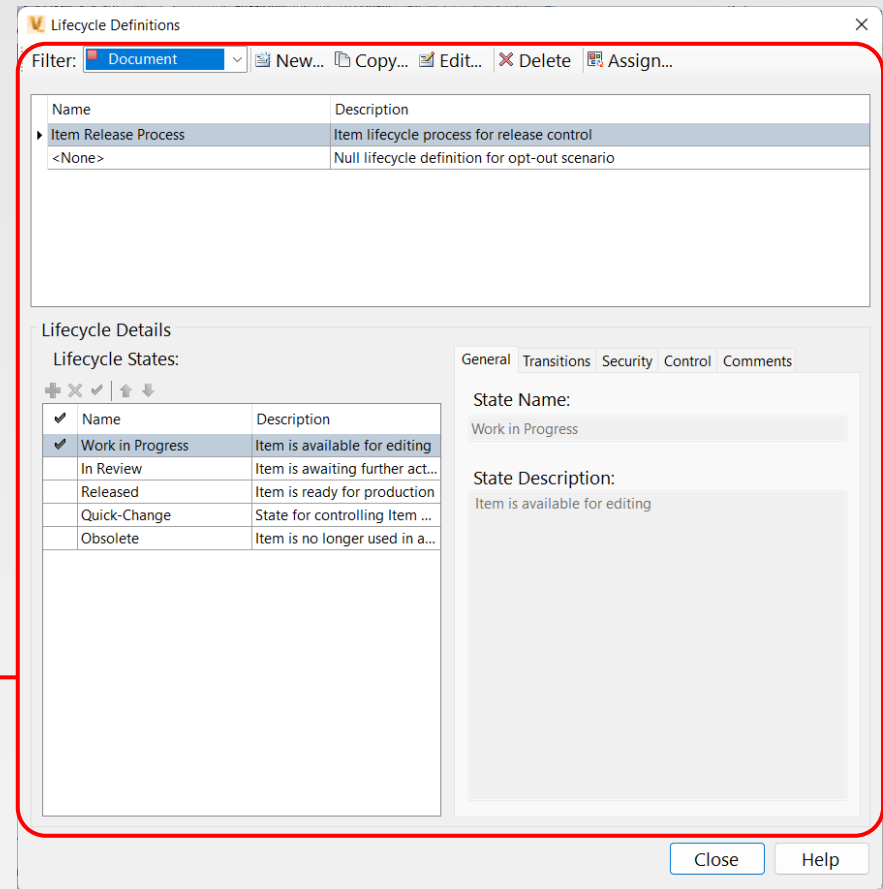 Lifecycle Definitions
Filter: Document New... Copy... Edit... Delete Assign...
Name Description
Item Release Process Item lifecycle process for release control
<None> Null lifecycle definition for opt-out scenario
Lifecycle Details
Lifecycle States:
Name Description
Work in Progress Item is available for editing
In Review Item is awaiting further act...
Released Item is ready for production
Quick-Change State for controlling Item ...
Obsolete Item is no longer used in a...
General Transitions Security Control Comments
State Name:
Work in Progress
State Description:
Item is available for editing
Close Help